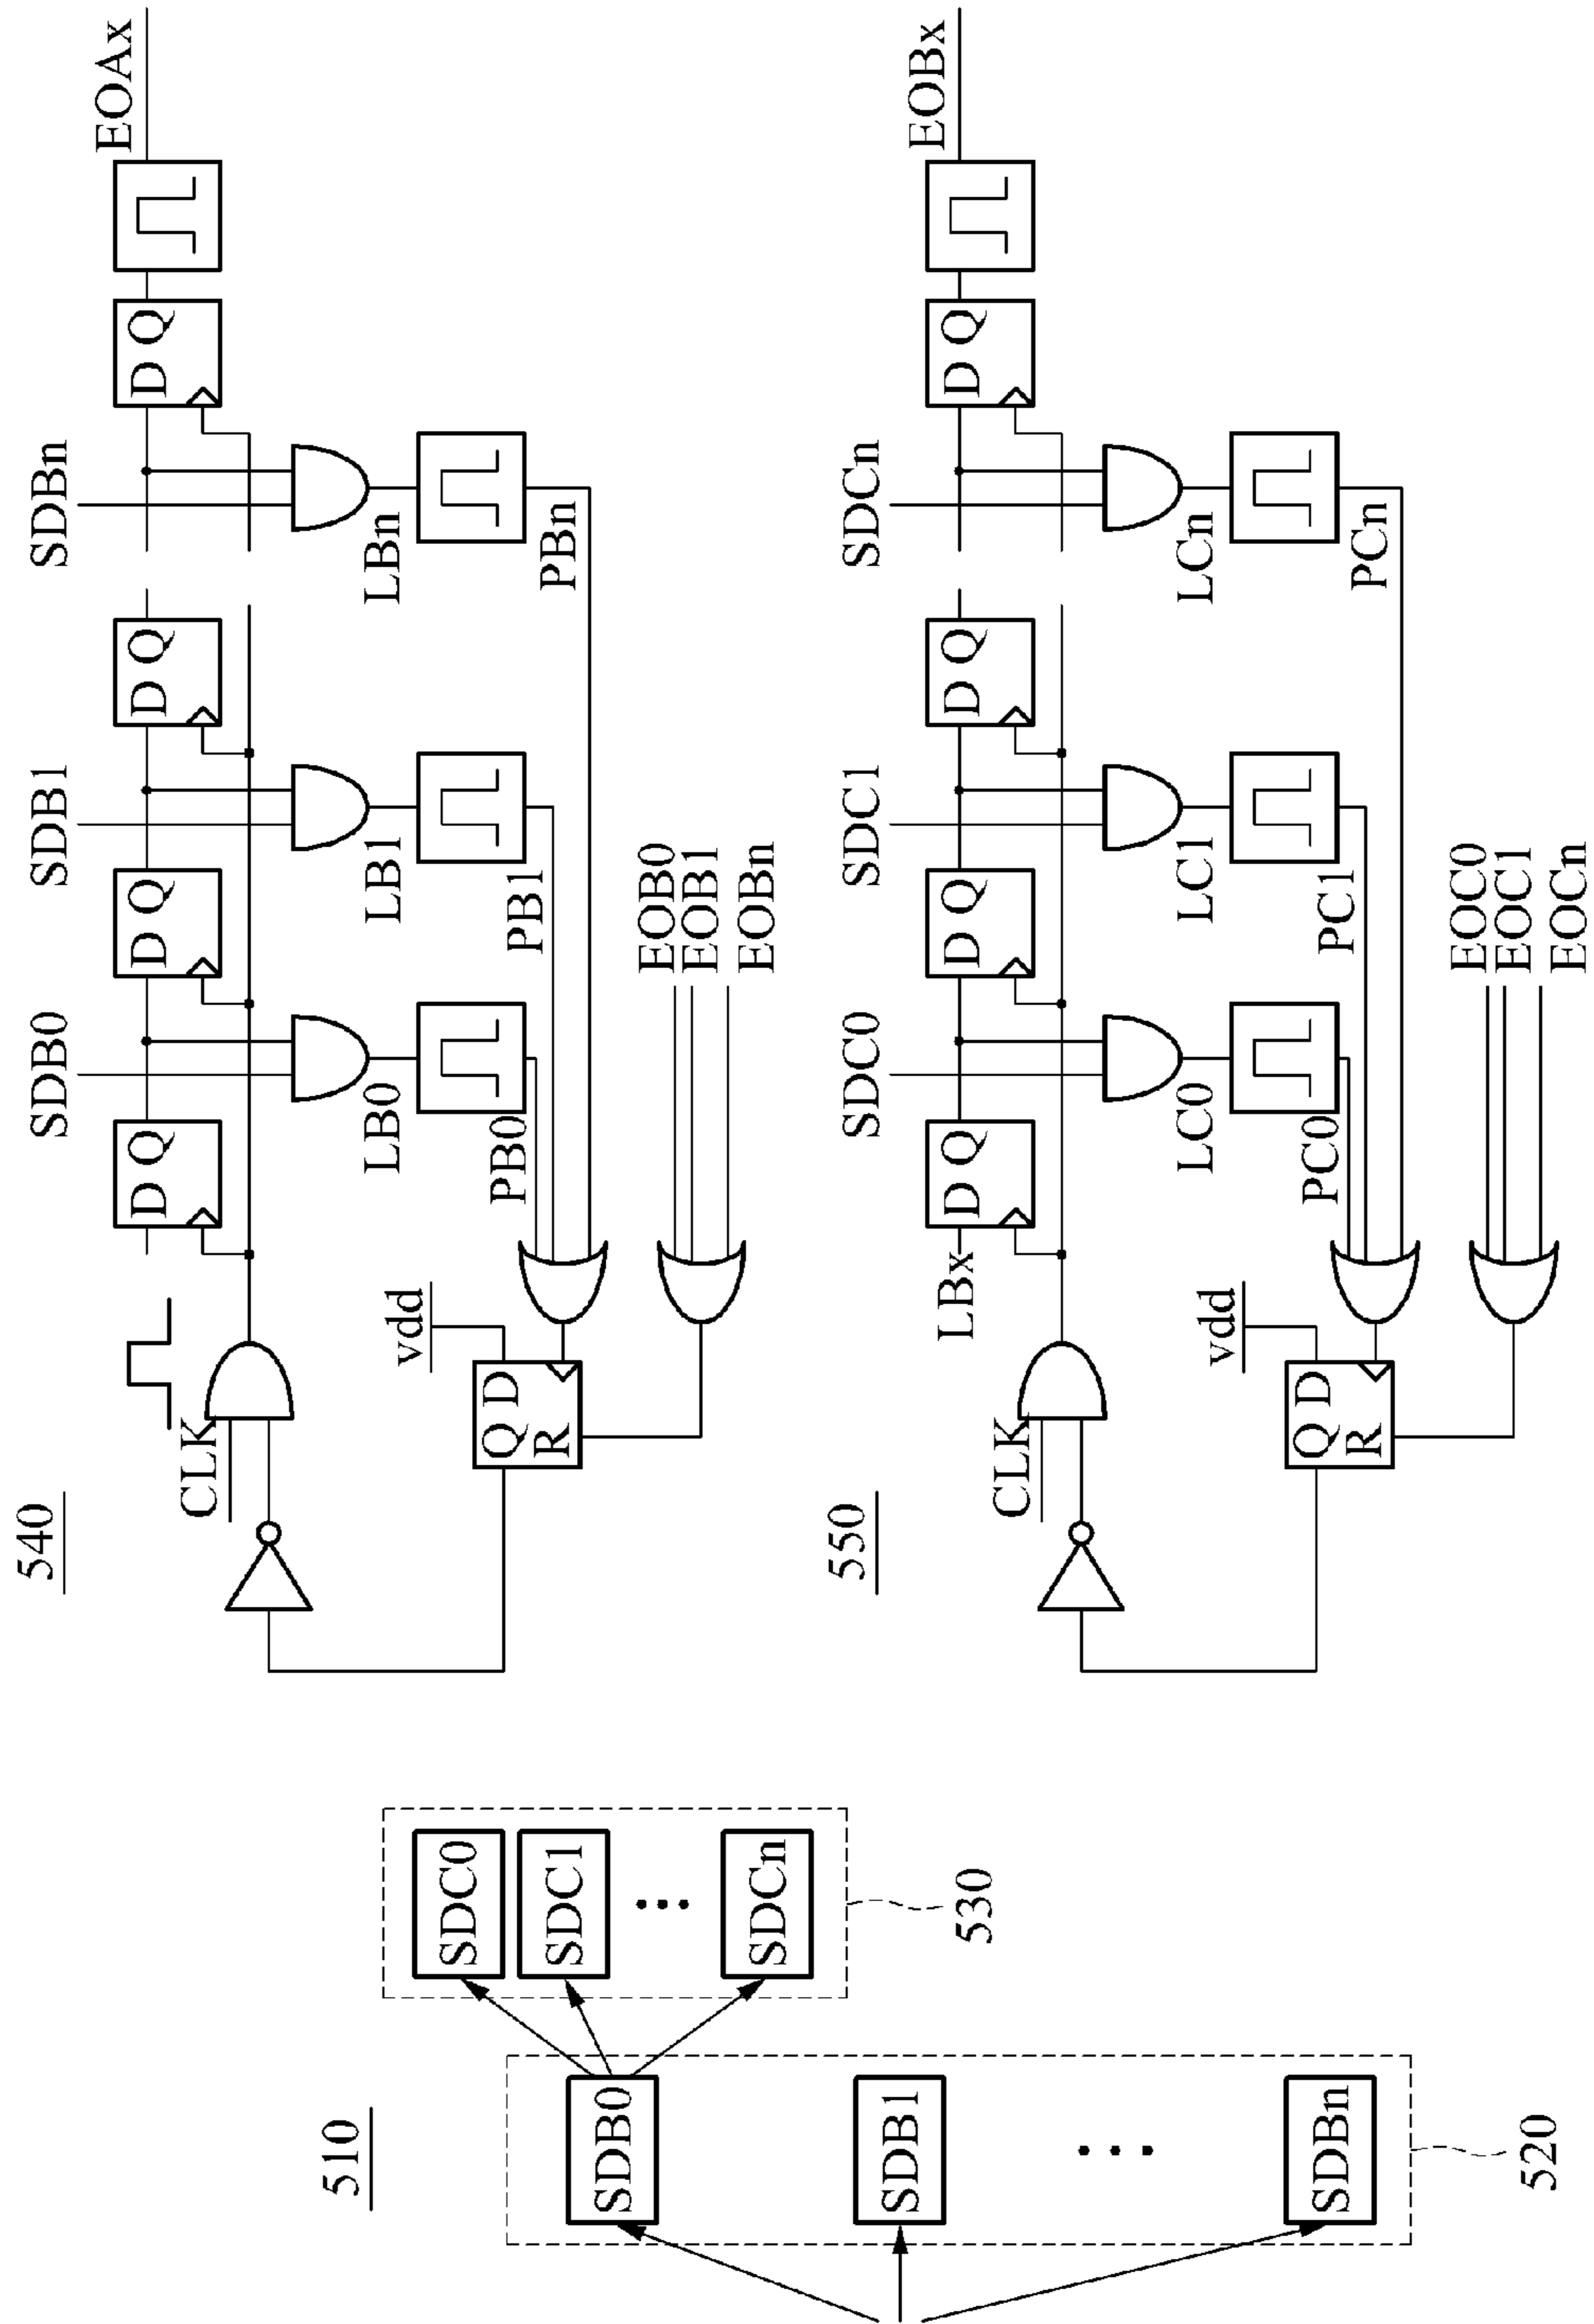 510
SDB0
SDB1
SDBn
520
SDC0
SDC1
SDCn
530
540
CLK
SDB0
SDB1
SDBn
EOAx
D Q
D Q
D Q
D Q
LB0
LB1
LBn
PB0
PB1
PBn
vdd
Q D
R
EOB0
EOB1
EOBn
550
CLK
LBx
SDC0
SDC1
SDCn
EOBx
D Q
D Q
D Q
D Q
LC0
LC1
LCn
PC0
PC1
PCn
vdd
Q D
R
EOC0
EOC1
EOCn